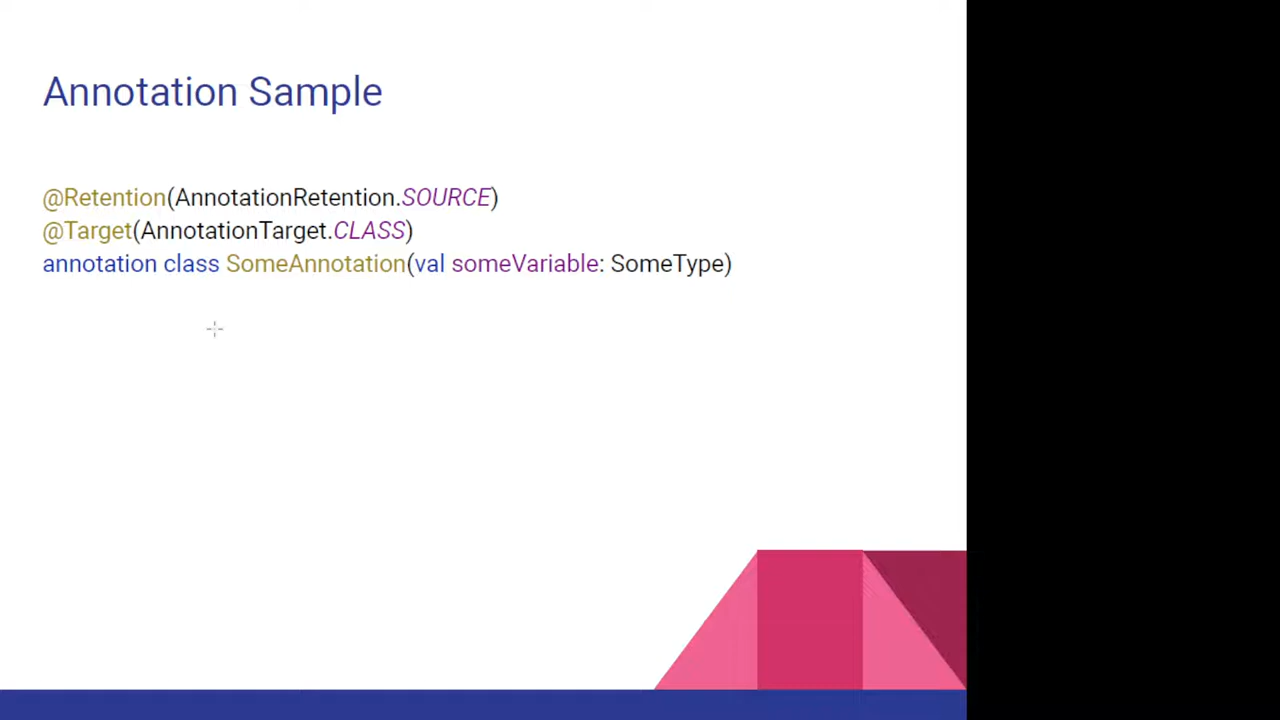 Annotation Sample
@Retention(AnnotationRetention.SOURCE)
@Target(AnnotationTarget.CLASS)
annotation class SomeAnnotation(val someVariable: SomeType)